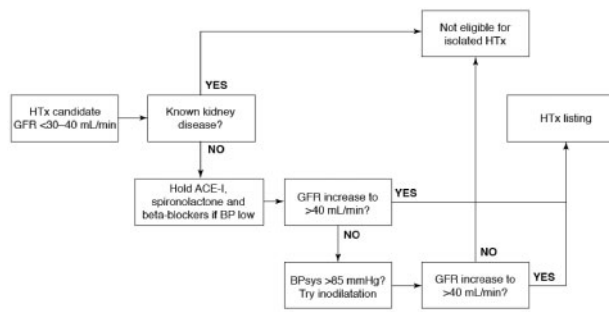 Not eligible for
isolated HTx
YES
HTx candidate
GFR <30–40 mL/min
Known kidney
disease?
HTx listing
NO
Hold ACE-I,
spironolactone and
beta-blockers if BP low
GFR increase to
>40 mL/min?
YES
NO
NO
BPsys >85 mmHg?
Try inodilatation
GFR increase to
>40 mL/min?
YES